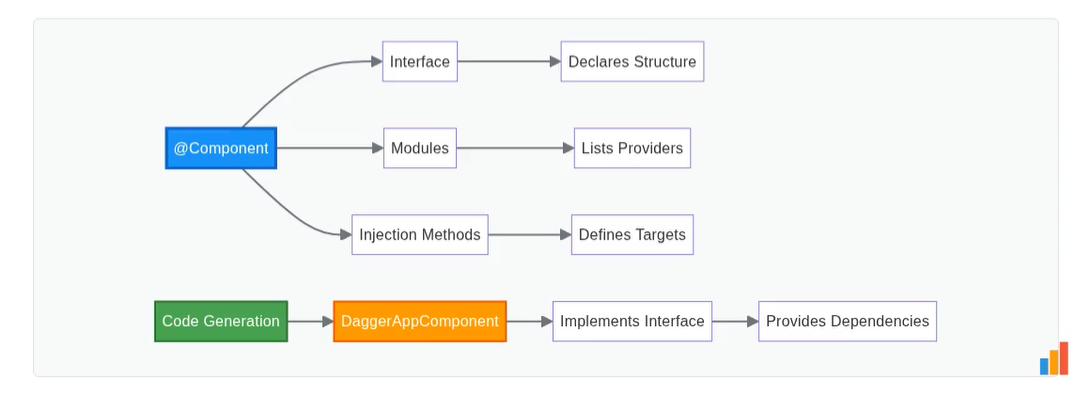 Interface
Declares Structure
@Component
Modules
Lists Providers
Injection Methods
Defines Targets
Code Generation
DaggerAppComponent
Implements Interface
Provides Dependencies